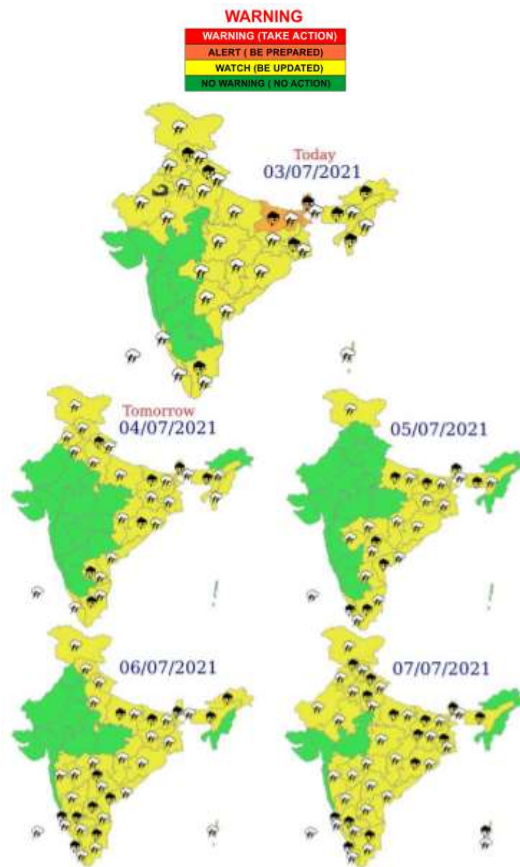 WARNING
WARNING (TAKE ACTION)
ALERT ( BE PREPARED)
WATCH (BE UPDATED)
NO WARNING ( NO ACTION)
Today
03/07/2021
Tomorrow
04/07/2021
05/07/2021
06/07/2021
07/07/2021